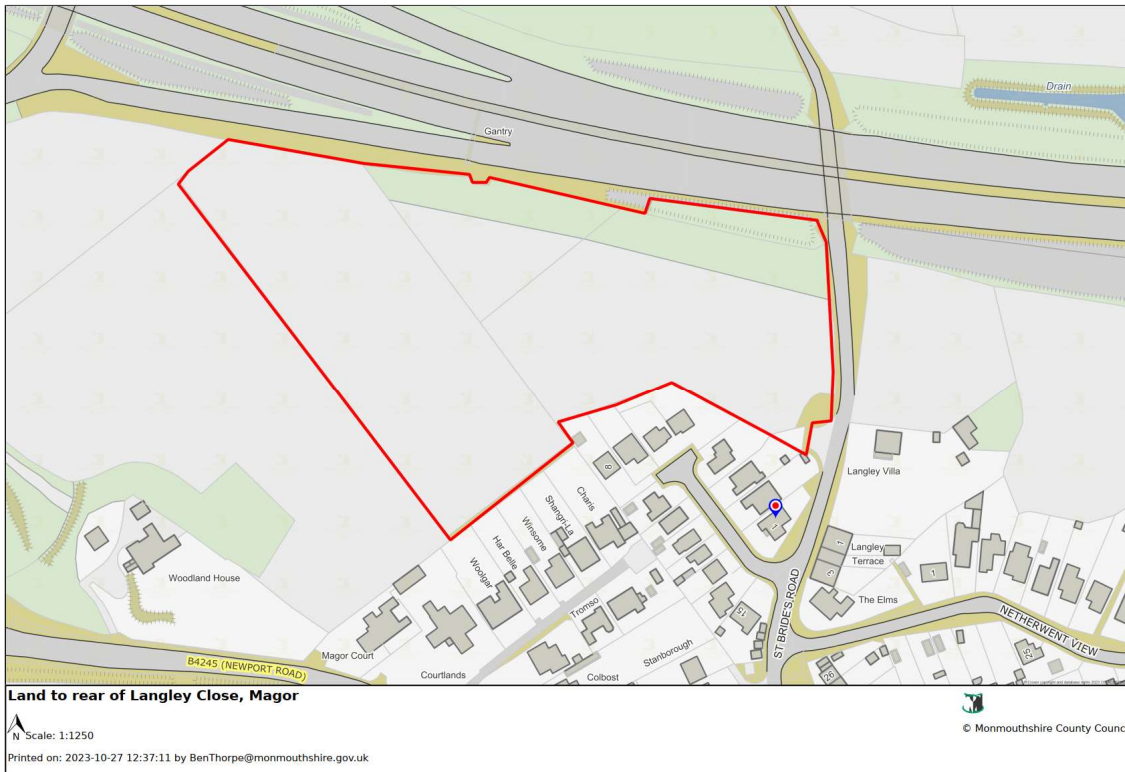 Gantry
Drain
8
Charis
Shangri-La
Winsome
Har Belle
Woolgar
1
Langley Villa
1
Langley
Terrace
3
1
The Elms
Woodland House
Tromso
15
Stanborough
ST BRIDE'S ROAD
NETHERWENT VIEW
25
26
Magor Court
B4245 (NEWPORT ROAD)
Courtlands
Colbost
Land to rear of Langley Close, Magor
N Scale: 1:1250
© Monmouthshire County Counc
Printed on: 2023-10-27 12:37:11 by BenThorpe@monmouthshire.gov.uk